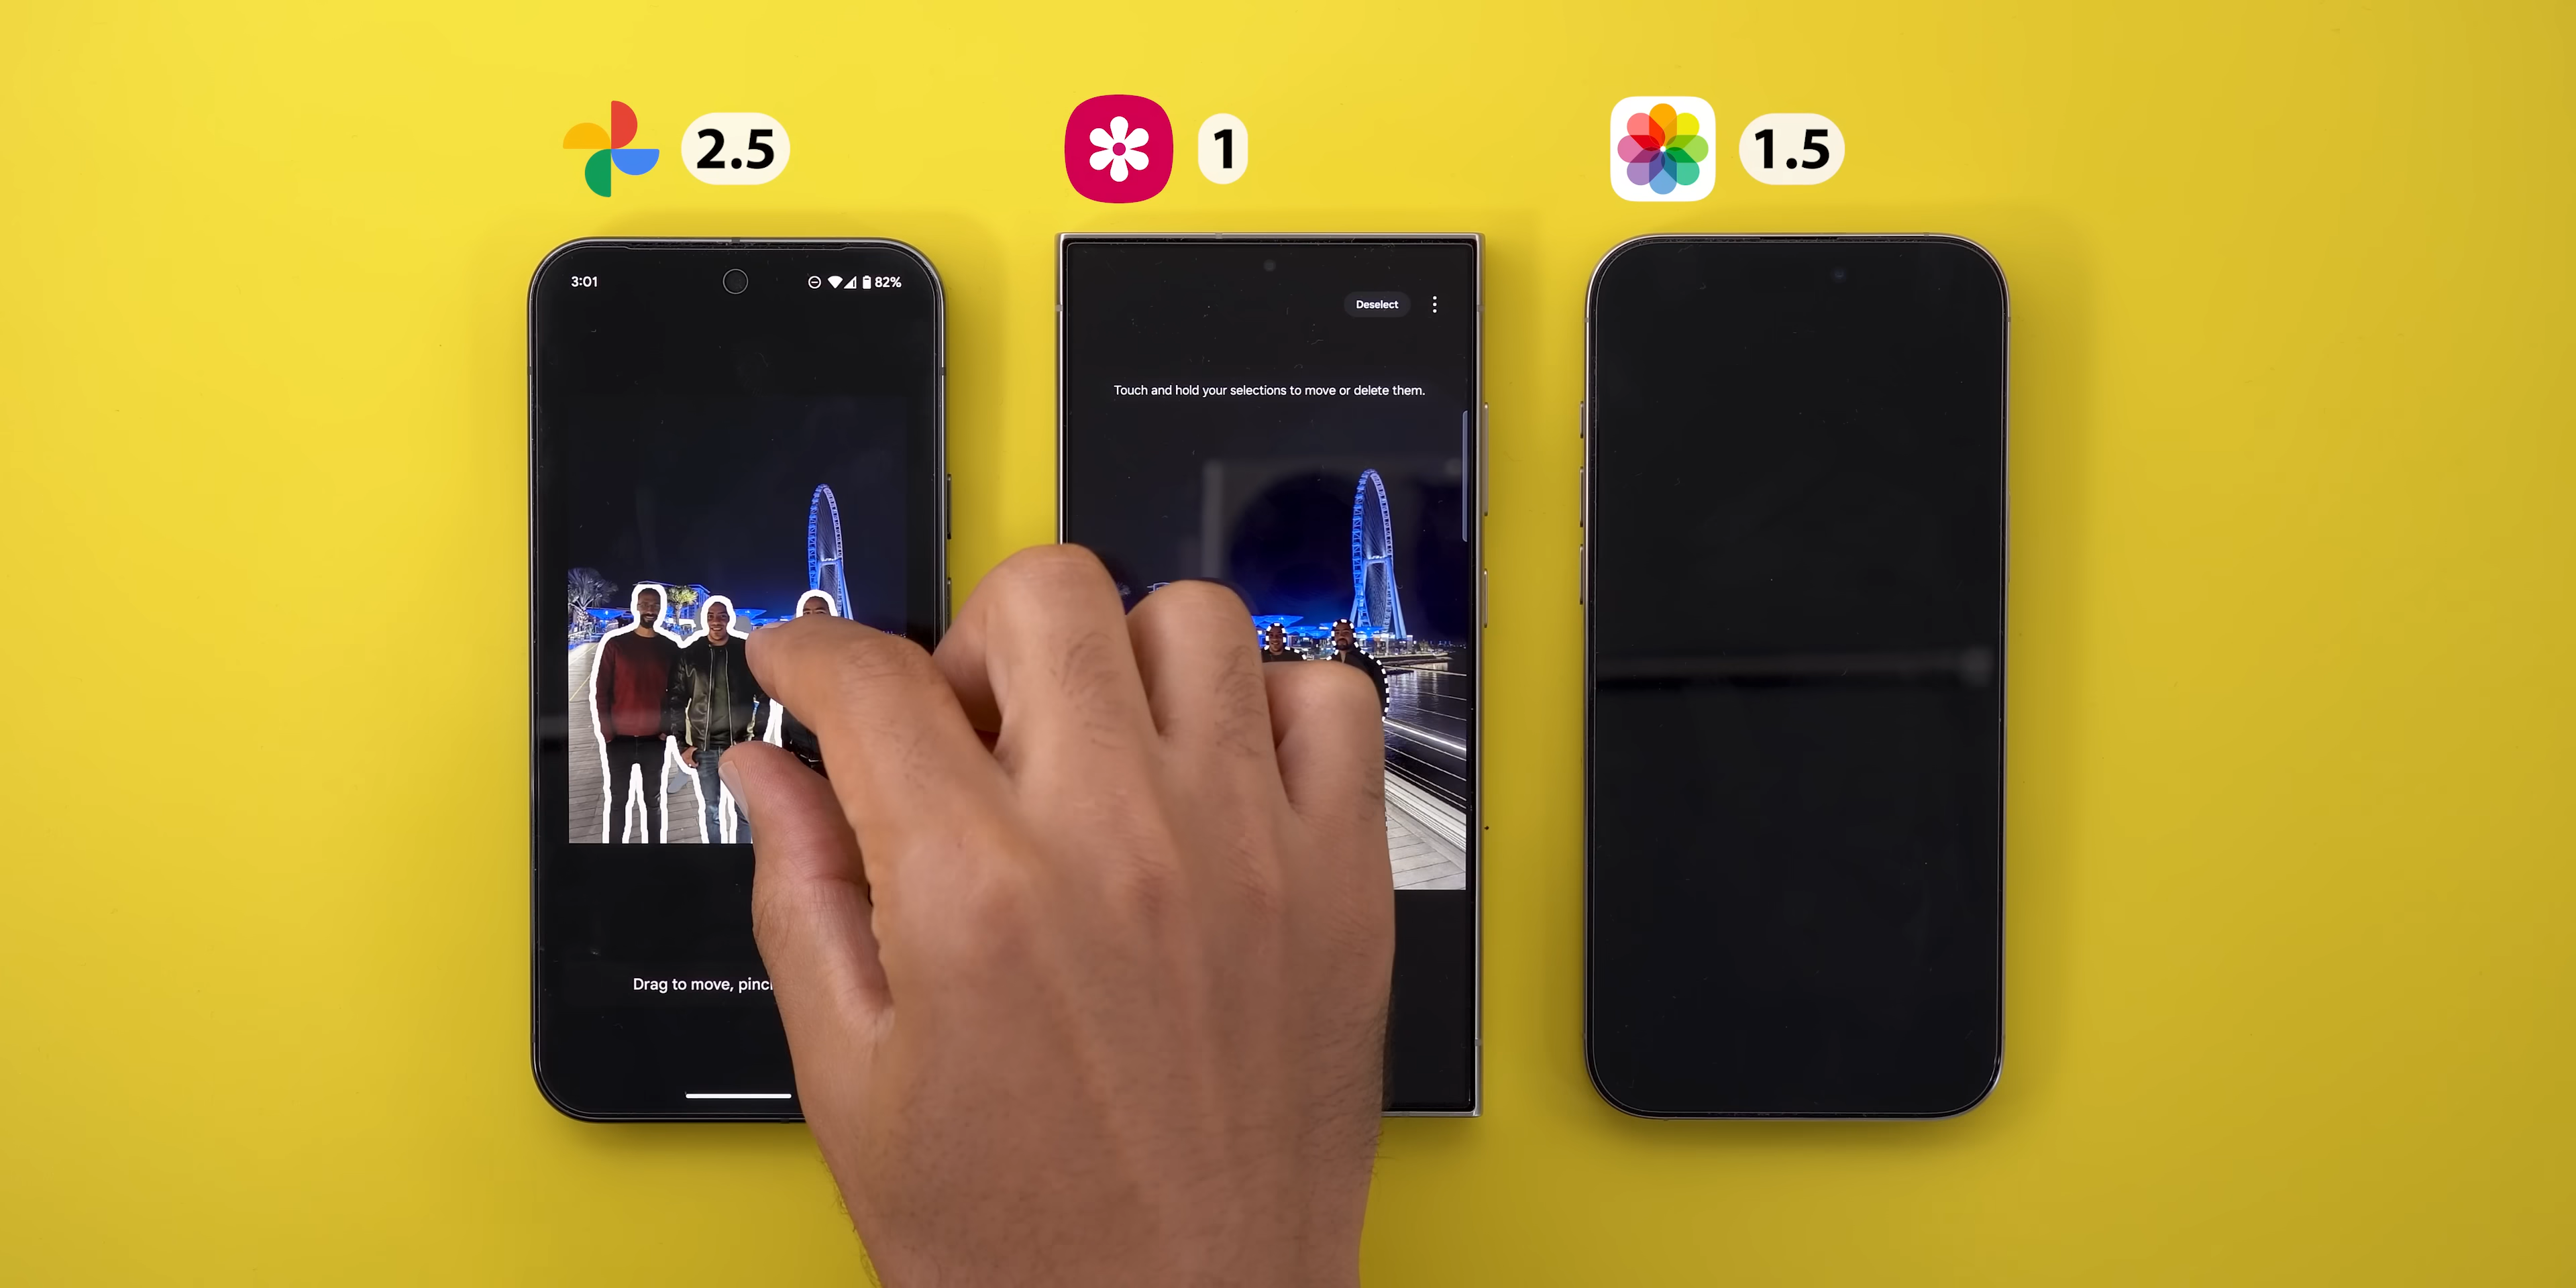 2.5
1
1.5
3:01
82%
Deselect
Touch and hold your selections to move or delete them.
Drag to move,